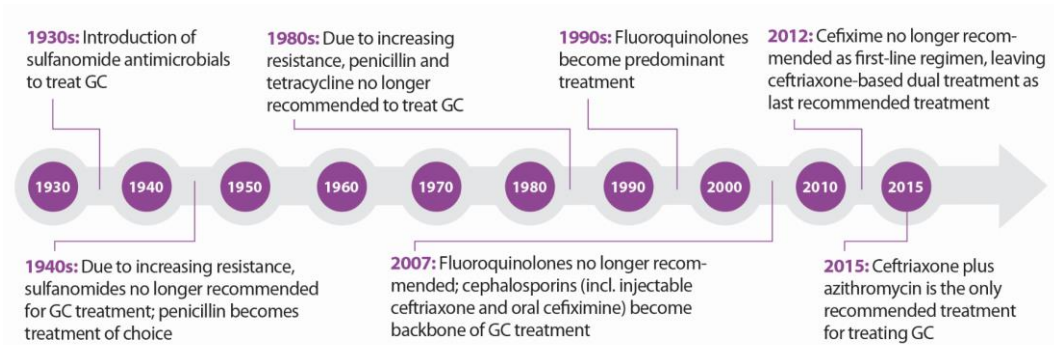 1930s: Introduction of
sulfanomide antimicrobials
to treat GC
1980s: Due to increasing
resistance, penicillin and
tetracycline no longer
recommended to treat GC
1990s: Fluoroquinolones
become predominant
treatment
2012: Cefixime no longer recom-
mended as first-line regimen, leaving
ceftriaxone-based dual treatment as
last recommended treatment
1930 1940 1950 1960 1970 1980 1990 2000 2010 2015
1940s: Due to increasing resistance,
sulfanomides no longer recommended
for GC treatment; penicillin becomes
treatment of choice
2007: Fluoroquinolones no longer recom-
mended; cephalosporins (incl. injectable
ceftriaxone and oral cefiximine) become
backbone of GC treatment
2015: Ceftriaxone plus
azithromycin is the only
recommended treatment
for treating GC